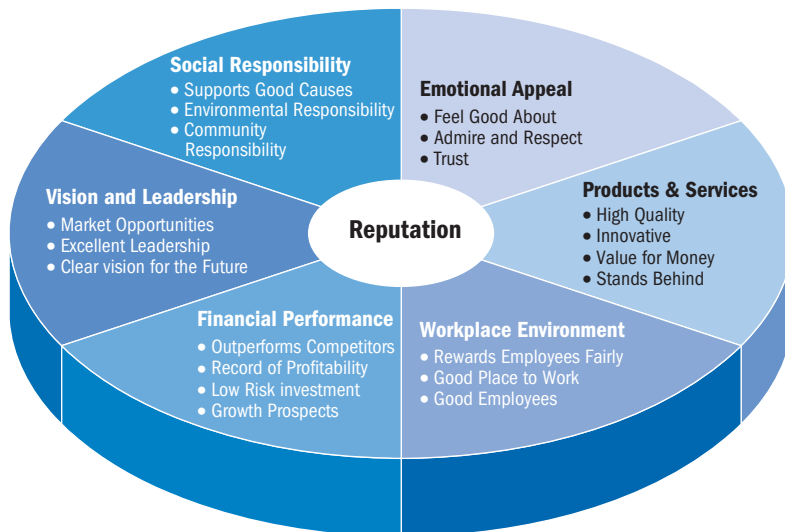 Social Responsibility
● Supports Good Causes
● Environmental Responsibility
● Community
Responsibility
Emotional Appeal
● Feel Good About
● Admire and Respect
● Trust
Vision and Leadership
● Market Opportunities
● Excellent Leadership
● Clear vision for the Future
Reputation
Products & Services
● High Quality
● Innovative
● Value for Money
● Stands Behind
Financial Performance
● Outperforms Competitors
● Record of Profitability
● Low Risk investment
● Growth Prospects
Workplace Environment
● Rewards Employees Fairly
● Good Place to Work
● Good Employees